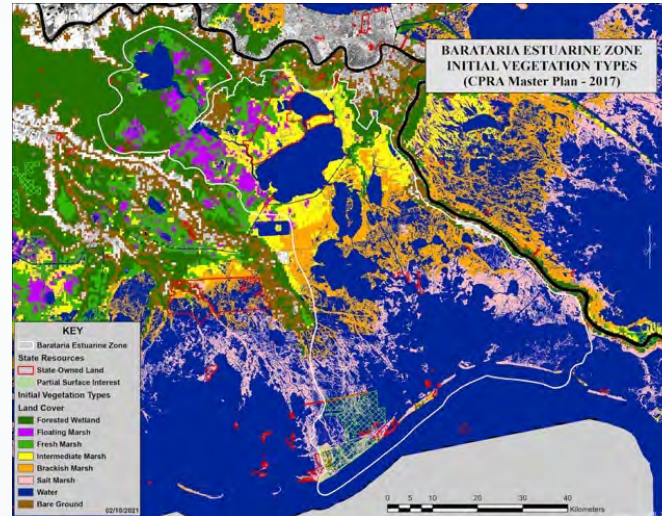 BARATARIA ESTUARINE ZONE
INITIAL VEGETATION TYPES
(CPRA Master Plan - 2017)
KEY
Barataria Estuarine Zone
State Resources
State-Owned Land
Partial Surface Interest
Initial Vegetation Types
Land Cover
Forested Wetland
Floating Marsh
Fresh Marsh
Intermediate Marsh
Brackish Marsh
Salt Marsh
Water
Bare Ground
02/10/2021
0 5 10 20 30 40
Kilometers